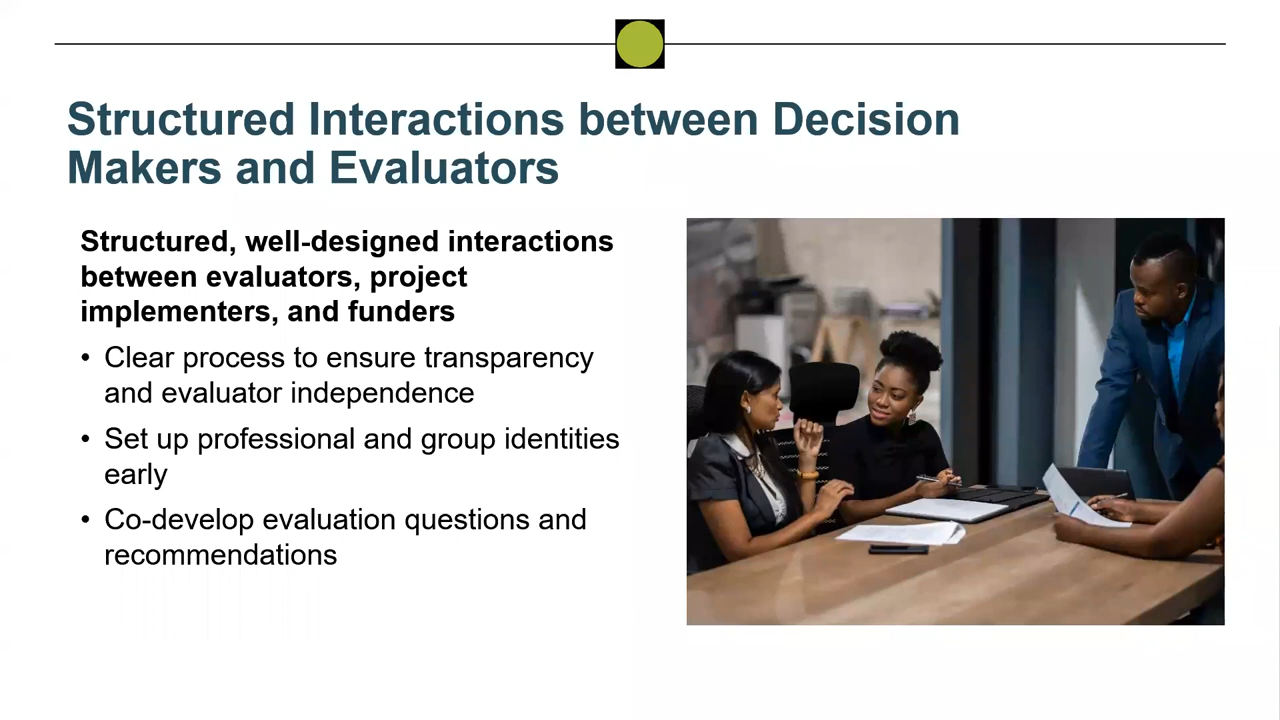 Structured Interactions between Decision
Makers and Evaluators
Structured, well-designed interactions
between evaluators, project
implementers, and funders
• Clear process to ensure transparency
and evaluator independence
• Set up professional and group identities
early
• Co-develop evaluation questions and
recommendations